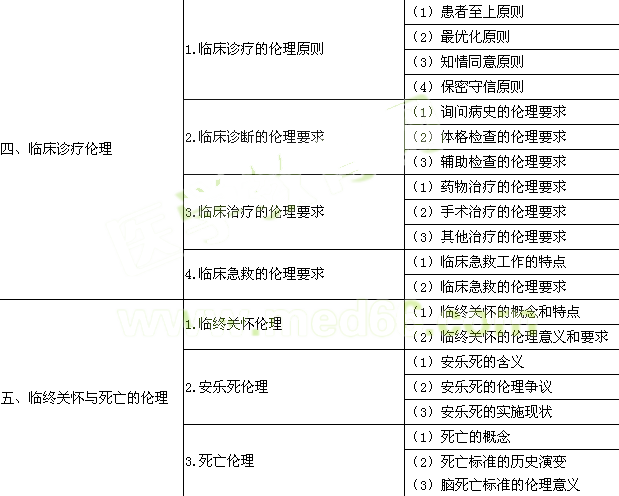 四、临床诊疗伦理
1.临床诊疗的伦理原则
（1）患者至上原则
（2）最优化原则
（3）知情同意原则
（4）保密守信原则
2.临床诊断的伦理要求
（1）询问病史的伦理要求
（2）体格检查的伦理要求
（3）辅助检查的伦理要求
3.临床治疗的伦理要求
（1）药物治疗的伦理要求
（2）手术治疗的伦理要求
（3）其他治疗的伦理要求
4.临床急救的伦理要求
（1）临床急救工作的特点
（2）临床急救的伦理要求
五、临终关怀与死亡的伦理
1.临终关怀伦理
（1）临终关怀的概念和特点
（2）临终关怀的伦理意义和要求
2.安乐死伦理
（1）安乐死的含义
（2）安乐死的伦理争议
（3）安乐死的实施现状
3.死亡伦理
（1）死亡的概念
（2）死亡标准的历史演变
（3）脑死亡标准的伦理意义